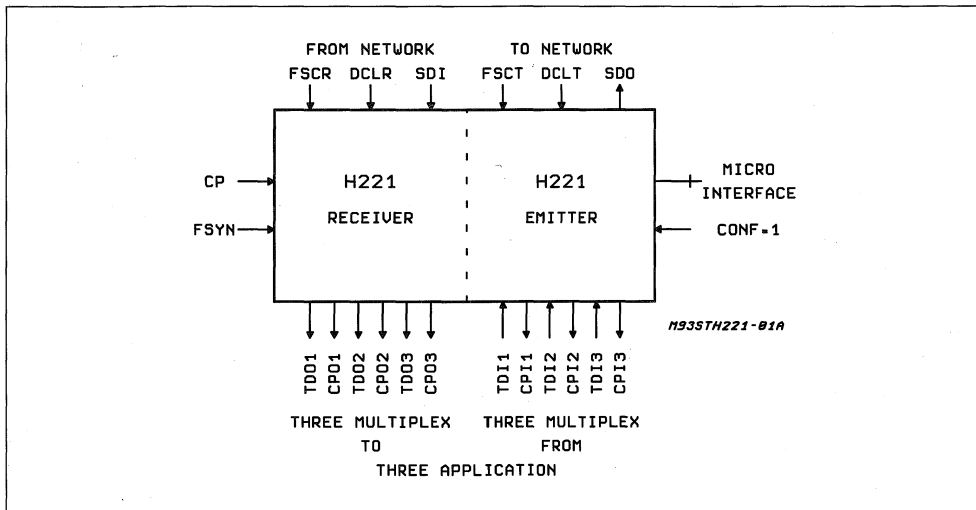 FROM NETWORK TO NETWORK
FSCR DCLR SDI FSCT DCLT SDO
CP H221 H221 MICRO
INTERFACE
RECEIVER EMITTER
FSYN CONF=1
M93STH221-01A
TDO1 CPO1 TDO2 CPO2 TDO3 CPO3 TDI1 CPI1 TDI2 CPI2 TDI3 CPI3
THREE MULTIPLEX THREE MULTIPLEX
TO FROM
THREE APPLICATION